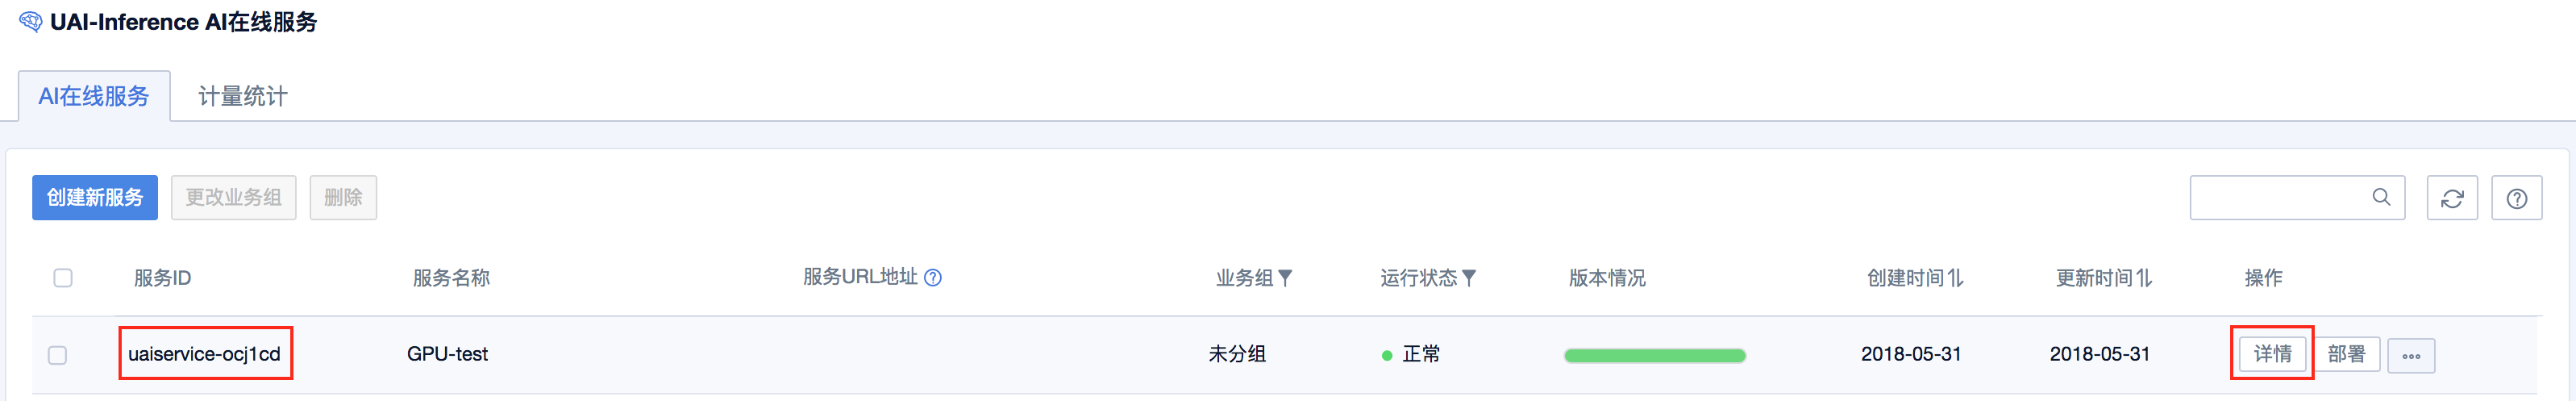 UAI-Inference AI在线服务
AI在线服务 计量统计
创建新服务 更改业务组 删除
服务ID 服务名称 服务URL地址 业务组 运行状态 版本情况 创建时间 更新时间 操作
uaiservice-ocj1cd GPU-test 未分组 正常 2018-05-31 2018-05-31 详情 部署